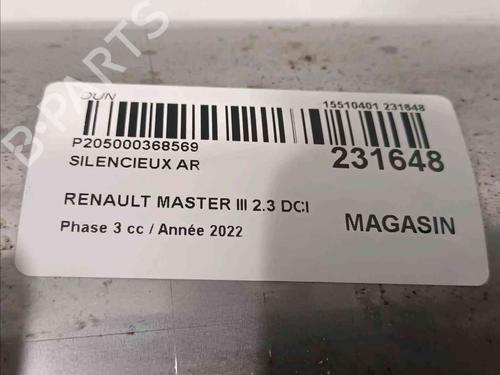 DUN
15510401 231648
P205000368569
231648
SILENCIEUX AR
RENAULT MASTER III 2.3 DCI
MAGASIN
Phase 3 cc / Année 2022
B-PARTS